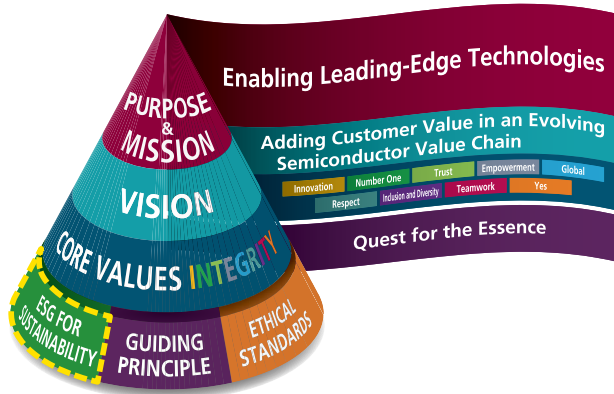 PURPOSE
&
MISSION
VISION
CORE VALUES INTEGRITY
ESG FOR
SUSTAINABILITY
GUIDING
PRINCIPLE
ETHICAL
STANDARDS
Enabling Leading-Edge Technologies
Adding Customer Value in an Evolving
Semiconductor Value Chain
Innovation Number One Trust Empowerment Global
Respect Inclusion and Diversity Teamwork Yes
Quest for the Essence